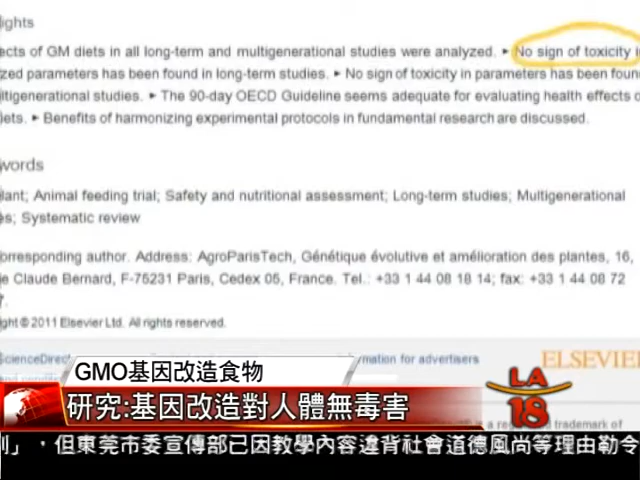 ights
ects of GM diets in all long-term and multigenerational studies were analyzed. ► No sign of toxicity i
zed parameters has been found in long-term studies. ► No sign of toxicity in parameters has been foun
ltigenerational studies. ► The 90-day OECD Guideline seems adequate for evaluating health effects o
iets. ► Benefits of harmonizing experimental protocols in fundamental research are discussed.
words
lant; Animal feeding trial; Safety and nutritional assessment; Long-term studies; Multigenerational
es; Systematic review
orresponding author. Address: AgroParisTech, Génétique évolutive et amélioration des plantes, 16,
e Claude Bernard, F-75231 Paris, Cedex 05, France. Tel.: +33 1 44 08 18 14; fax: +33 1 44 08 72
7.
ght © 2011 Elsevier Ltd. All rights reserved.
ScienceDirec
rmation for advertisers
ELSEVIER
GMO基因改造食物
研究:基因改造對人體無毒害
LA
18
trademark of
別」，但東莞市委宣傳部已因教學內容違背社會道德風尚等理由勒令